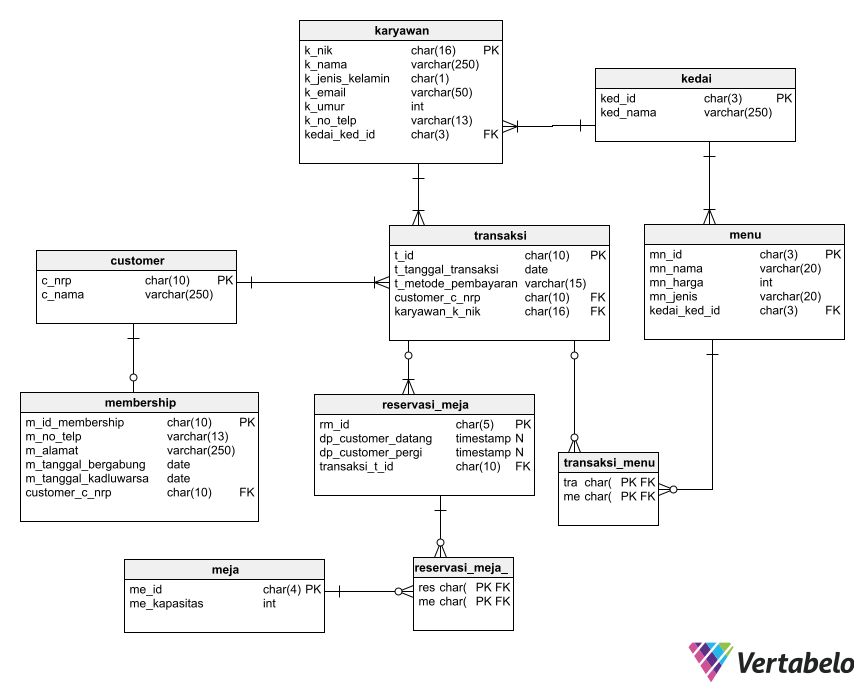 karyawan
k_nik char(16) PK
k_nama varchar(250)
k_jenis_kelamin char(1)
k_email varchar(50)
k_umur int
k_no_telp varchar(13)
kedai_ked_id char(3) FK
kedai
ked_id char(3) PK
ked_nama varchar(250)
customer
c_nrp char(10) PK
c_nama varchar(250)
transaksi
t_id char(10) PK
t_tanggal_transaksi date
t_metode_pembayaran varchar(15)
customer_c_nrp char(10) FK
karyawan_k_nik char(16) FK
menu
mn_id char(3) PK
mn_nama varchar(20)
mn_harga int
mn_jenis varchar(20)
kedai_ked_id char(3) FK
membership
m_id_membership char(10) PK
m_no_telp varchar(13)
m_alamat varchar(250)
m_tanggal_bergabung date
m_tanggal_kadluwarsa date
customer_c_nrp char(10) FK
reservasi_meja
rm_id char(5) PK
dp_customer_datang timestamp N
dp_customer_pergi timestamp N
transaksi_t_id char(10) FK
transaksi_menu
tra char( PK FK
me char( PK FK
meja
me_id char(4) PK
me_kapasitas int
reservasi_meja_
res char( PK FK
me char( PK FK
Vertabelo